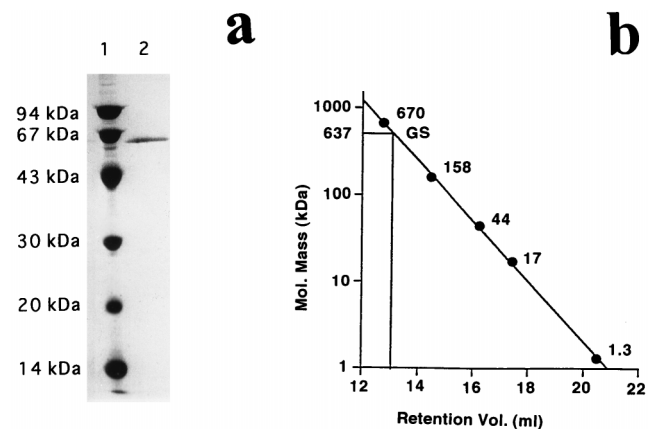 a
1 2
94 kDa
67 kDa
43 kDa
30 kDa
20 kDa
14 kDa
b
Mol. Mass (kDa)
1000
637
100
10
1
670
GS
158
44
17
1.3
12 14 16 18 20 22
Retention Vol. (ml)